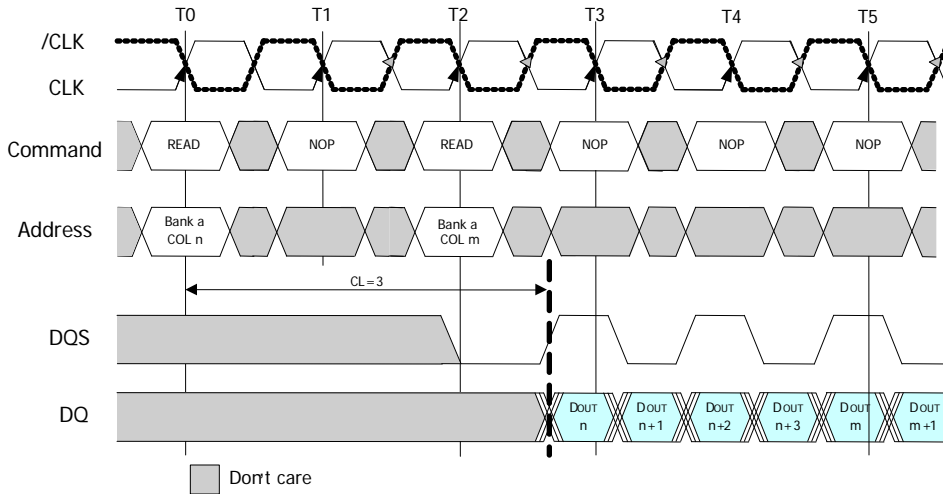 T0 T1 T2 T3 T4 T5
/CLK
CLK
Command READ NOP READ NOP NOP NOP
Address Bank a COL n Bank a COL m
CL=3
DQS
DQ DOUT n DOUT n+1 DOUT n+2 DOUT n+3 DOUT m DOUT m+1
Don't care